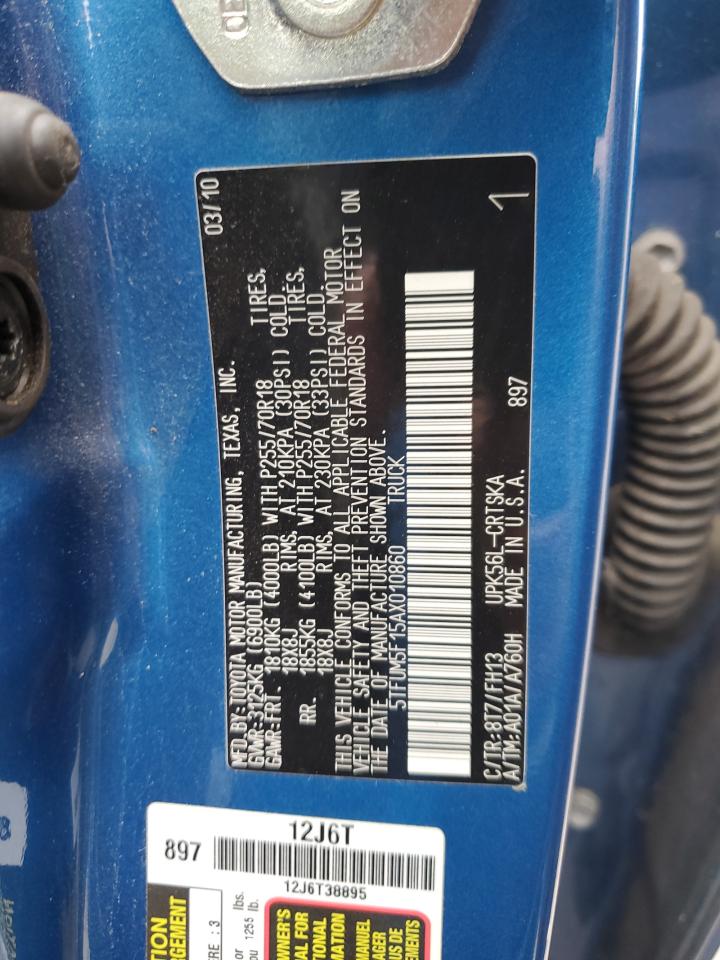 MFD.BY:TOYOTA MOTOR MANUFACTURING, TEXAS, INC. 03/10
GVWR:3125KG (6900LB)
GAWR:FRT. 1810KG (4000LB) WITH P255/70R18 TIRES,
18X8J RIMS, AT 210KPA (30PSI) COLD.
RR. 1855KG (4100LB) WITH P255/70R18 TIRES,
18X8J RIMS, AT 230KPA (33PSI) COLD.
THIS VEHICLE CONFORMS TO ALL APPLICABLE FEDERAL MOTOR
VEHICLE SAFETY AND THEFT PREVENTION STANDARDS IN EFFECT ON
THE DATE OF MANUFACTURE SHOWN ABOVE.
5TFUM5F15AX010860 TRUCK
C/TR:8T7/FH13 UPK56L-CRTSKA 897
A/TM:A01A/A760H MADE IN U.S.A. 1
12J6T
897
12J6T38895
: 3
lbs.
or
1255 lb.